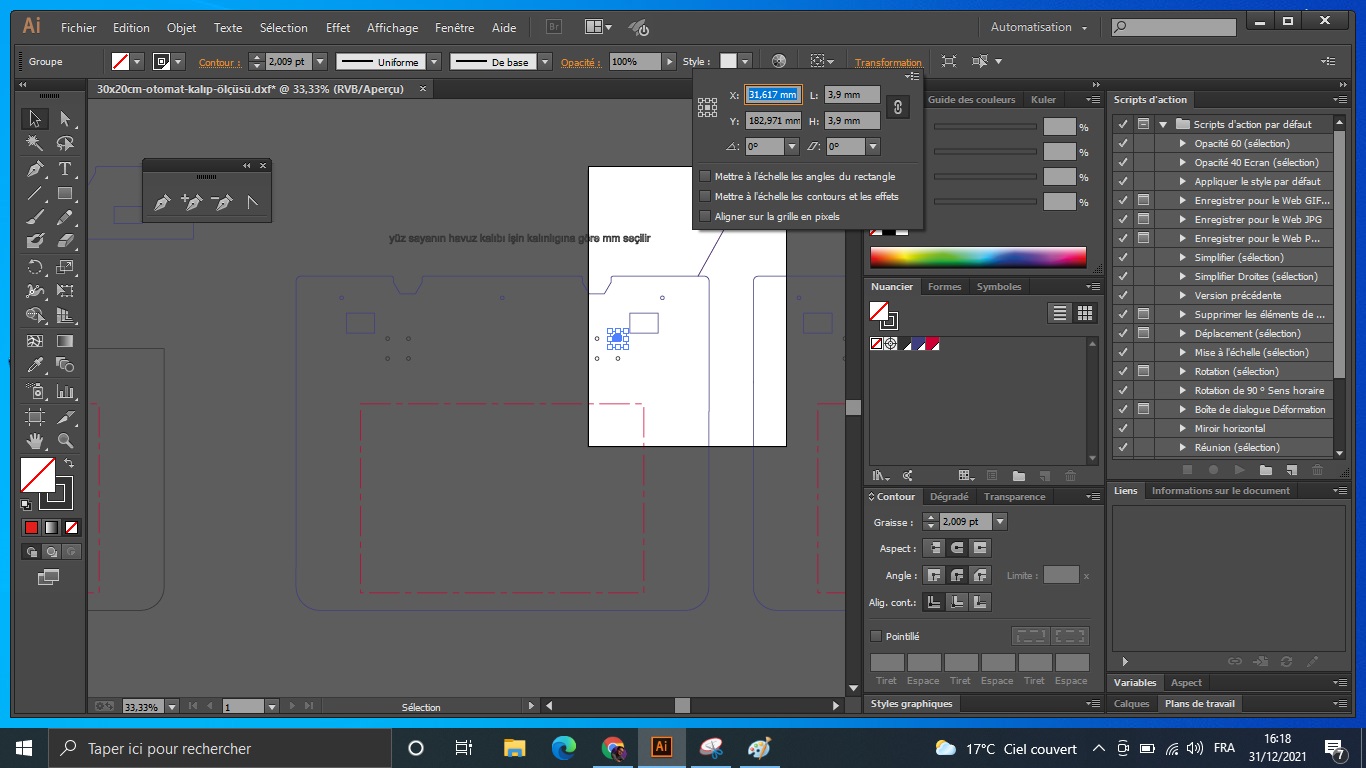 Ai Fichier Edition Objet Texte Sélection Effet Affichage Fenêtre Aide Br Automatisation
Groupe Contour : 2,009 pt Uniforme De base Opacité : 100% Style : Transformation
30x20cm-otomat-kalıp-ölçüsü.dxf* @ 33,33% (RVB/Aperçu) ×
X: 31,617 mm L: 3,9 mm
Y: 182,971 mm H: 3,9 mm
0° 0°
Mettre à l'échelle les angles du rectangle
Mettre à l'échelle les contours et les effets
Aligner sur la grille en pixels
yüz sayanın havuz kalıbı için kalınlıgına göre mm seçilir
Guide des couleurs Kuler
%
%
%
%
Nuancier Formes Symboles
Contour Dégradé Transparence
Graisse : 2,009 pt
Aspect :
Angle : Limite : x
Alig. cont.:
Pointillé
Tiret Espace Tiret Espace Tiret Espace
Styles graphiques
Scripts d'action
Scripts d'action par défaut
Opacité 60 (sélection)
Opacité 40 Ecran (sélection)
Appliquer le style par défaut
Enregistrer pour le Web GIF...
Enregistrer pour le Web JPG
Enregistrer pour le Web P...
Simplifier (sélection)
Simplifier Droites (sélection)
Version précédente
Supprimer les éléments de ...
Déplacement (sélection)
Mise à l'échelle (sélection)
Rotation (sélection)
Rotation de 90 ° Sens horaire
Boîte de dialogue Déformation
Miroir horizontal
Réunion (sélection)
Liens Informations sur le document
Variables Aspect
Calques Plans de travail
33,33% 1 Sélection
Taper ici pour rechercher
Ai
17°C Ciel couvert
FRA
16:18
31/12/2021
7